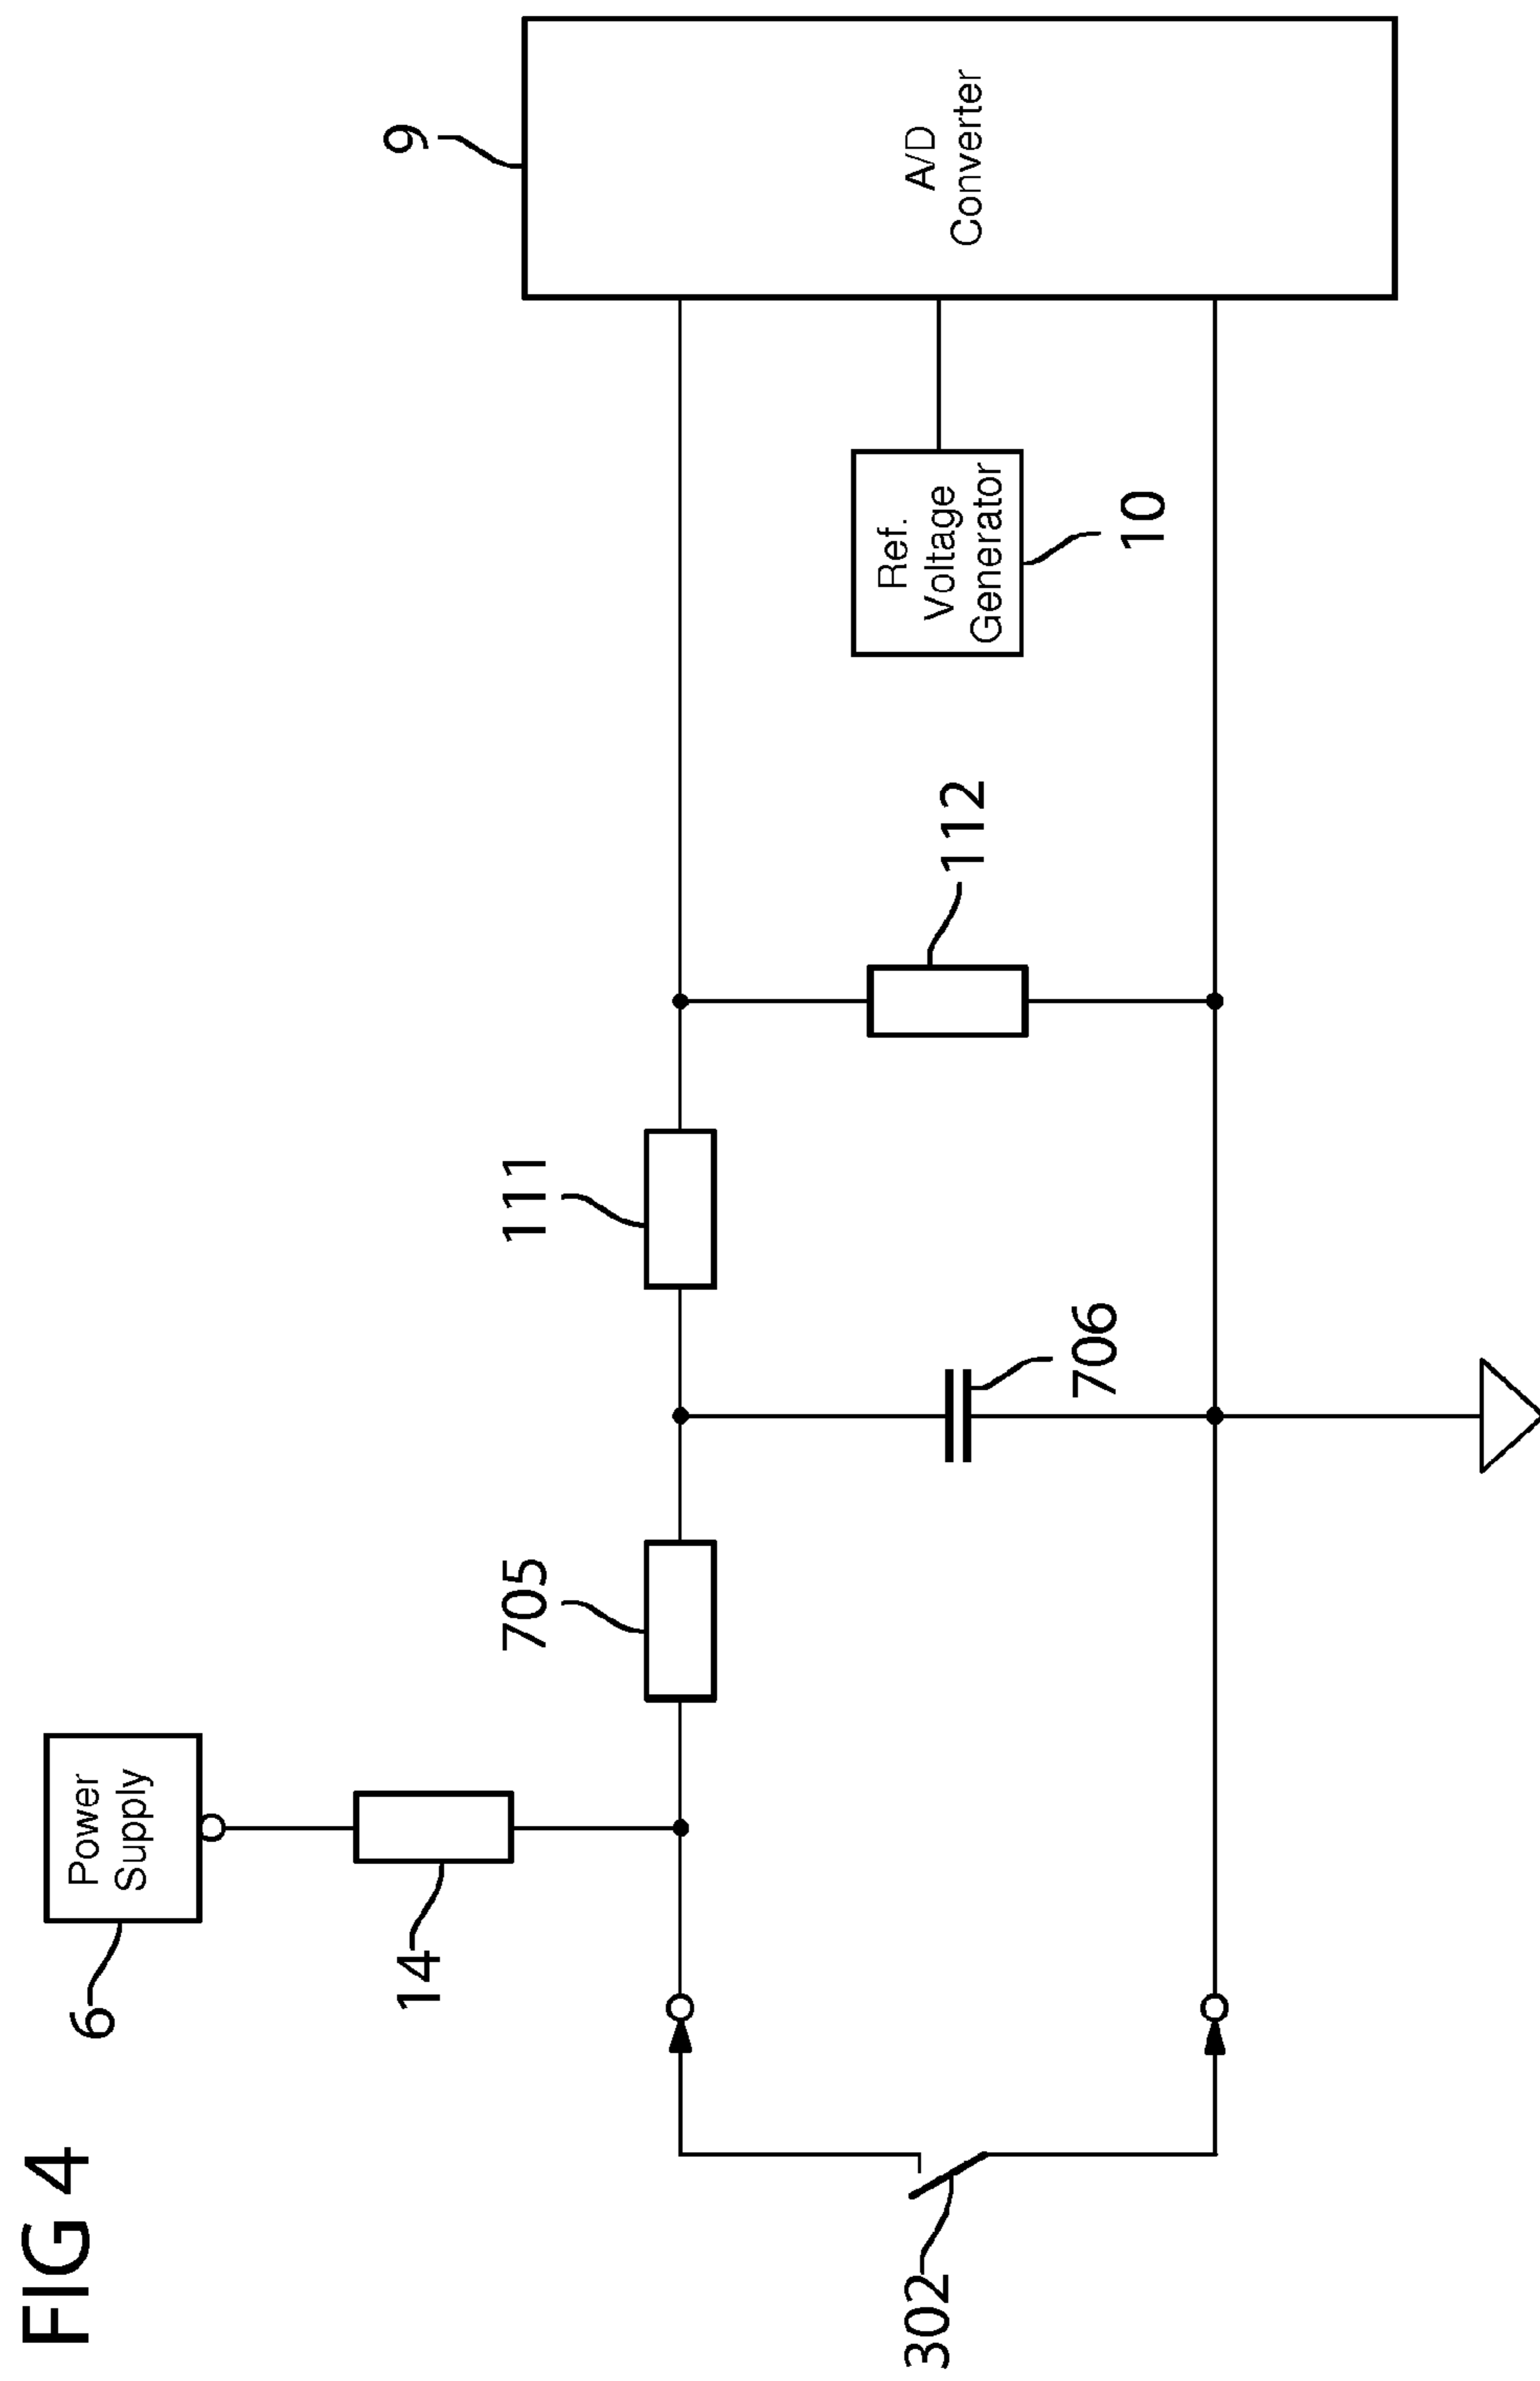 FIG 4
6
Power
Supply
14
705
111
9
302
706
112
Ref.
Voltage
Generator
10
A/D
Converter